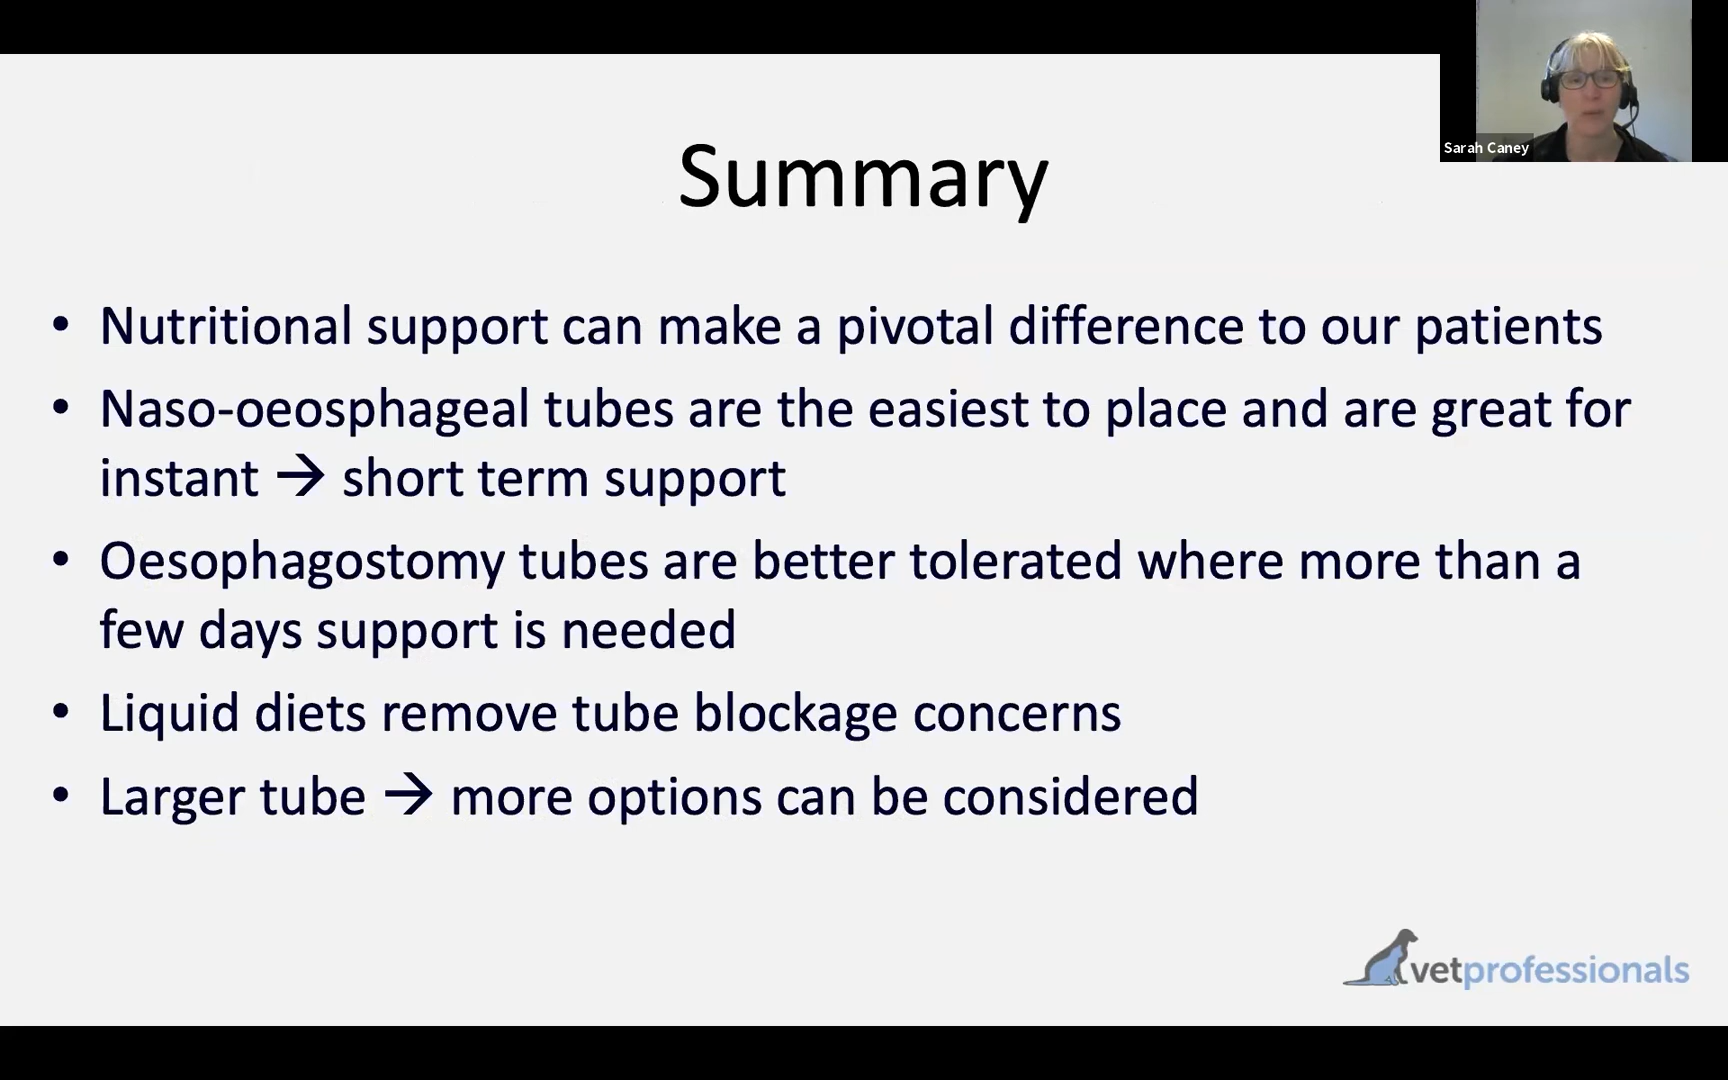 Sarah Caney
Summary
• Nutritional support can make a pivotal difference to our patients
• Naso-oeosphageal tubes are the easiest to place and are great for
instant → short term support
• Oesophagostomy tubes are better tolerated where more than a
few days support is needed
• Liquid diets remove tube blockage concerns
• Larger tube → more options can be considered
vetprofessionals